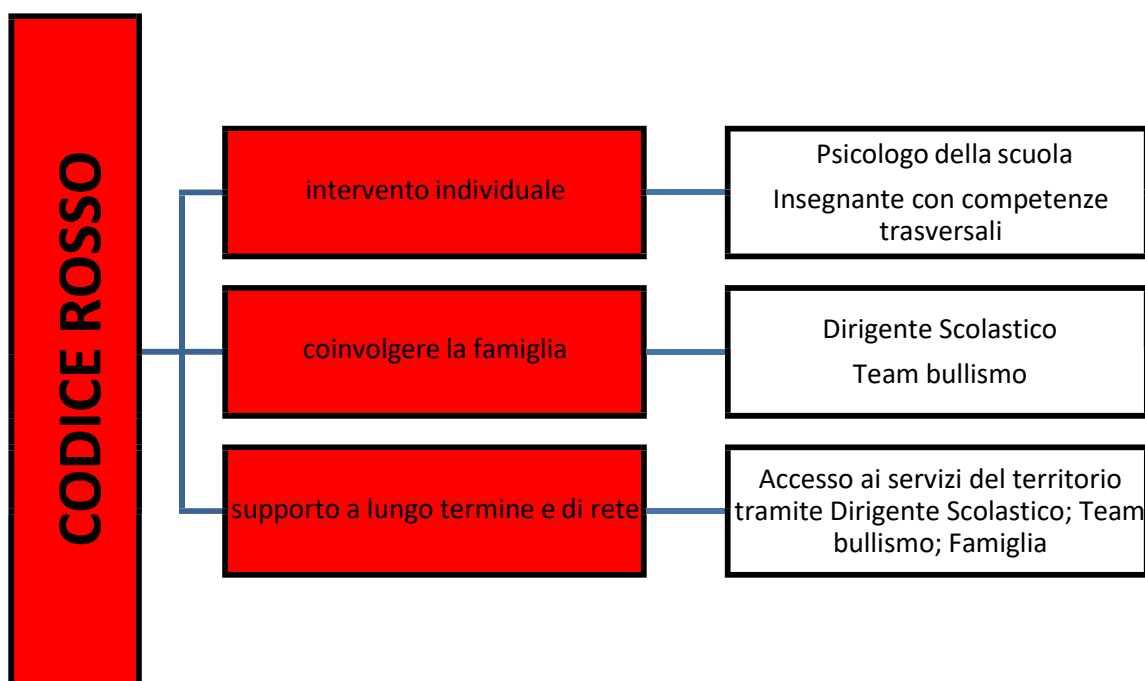 CODICE ROSSO
intervento individuale
Psicologo della scuola
Insegnante con competenze
trasversali
coinvolgere la famiglia
Dirigente Scolastico
Team bullismo
supporto a lungo termine e di rete
Accesso ai servizi del territorio
tramite Dirigente Scolastico; Team
bullismo; Famiglia